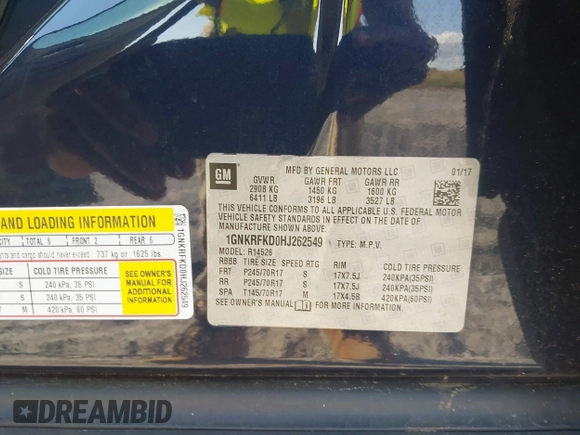 AND LOADING INFORMATION
TOTAL 8 FRONT 2 REAR 6
and cargo should never exceed 737 kg or 1625 lbs.
SIZE COLD TIRE PRESSURE
S 240 kPa, 35 PSI
S 240 kPa, 35 PSI
M 420 kPa, 60 PSI
SEE OWNER'S
MANUAL FOR
ADDITIONAL
INFORMATION
1GNKRFKD0HJ262549
GM
MFD BY GENERAL MOTORS LLC 01/17
GVWR GAWR FRT GAWR RR
2908 KG 1450 KG 1600 KG
6411 LB 3196 LB 3527 LB
THIS VEHICLE CONFORMS TO ALL APPLICABLE U.S. FEDERAL MOTOR
VEHICLE SAFETY STANDARDS IN EFFECT ON THE DATE OF
MANUFACTURE SHOWN ABOVE.
1GNKRFKD0HJ262549 TYPE: M.P.V.
MODEL: R14526
RBBB TIRE SIZE SPEED RTG RIM COLD TIRE PRESSURE
FRT P245/70R17 S 17X7.5J 240KPA(35PSI)
RR P245/70R17 S 17X7.5J 240KPA(35PSI)
SPA T145/70R17 M 17X4.5B 420KPA(60PSI)
SEE OWNER'S MANUAL FOR MORE INFORMATION.
DREAMBID